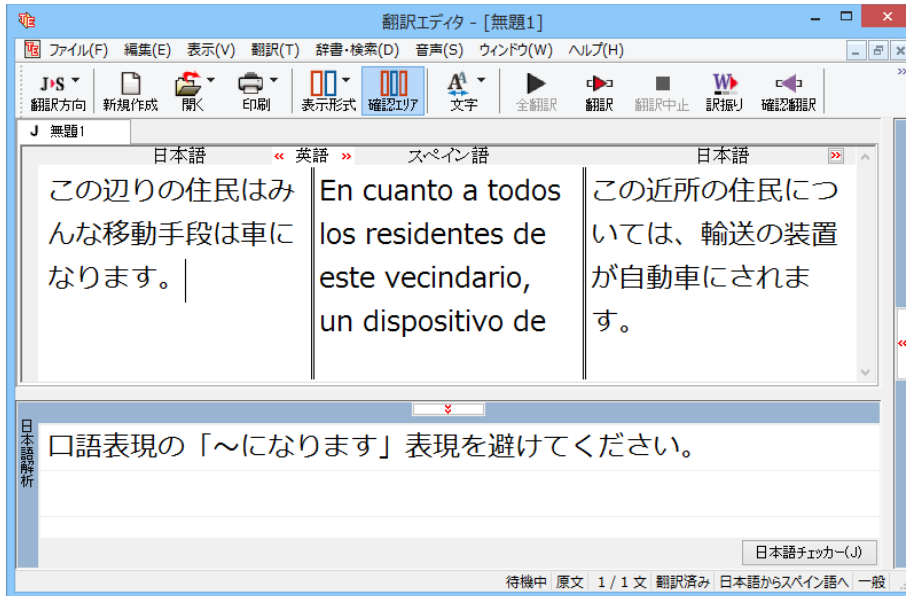 翻訳エディタ - [無題1]
ファイル(F) 編集(E) 表示(V) 翻訳(T) 辞書・検索(D) 音声(S) ウィンドウ(W) ヘルプ(H)
J▸S
翻訳方向 新規作成 開く 印刷 表示形式 確認エリア 文字 全翻訳 翻訳 翻訳中止 訳振り 確認翻訳
J 無題1
日本語 « 英語 » スペイン語 日本語 »
この辺りの住民はみ
んな移動手段は車に
なります。
En cuanto a todos
los residentes de
este vecindario,
un dispositivo de
この近所の住民につ
いては、輸送の装置
が自動車にされま
す。
日本語解析
口語表現の「～になります」表現を避けてください。
日本語チェッカー(J)
待機中 原文 1 / 1 文 翻訳済み 日本語からスペイン語へ 一般